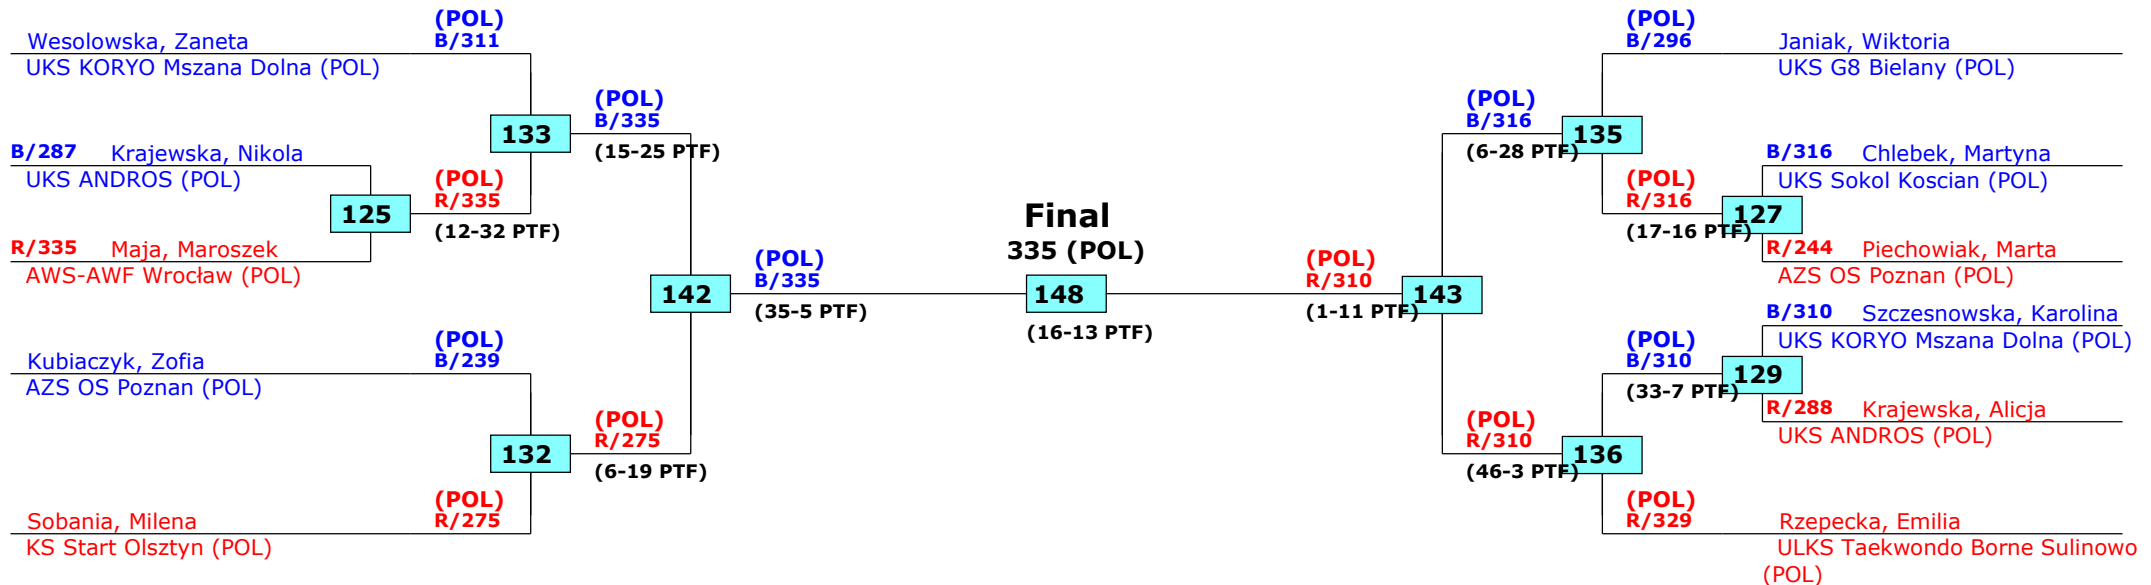 (POL)
B/311
Wesolowska, Zaneta
UKS KORYO Mszana Dolna (POL)
133
(POL)
B/335
(15-25 PTF)
B/287 Krajewska, Nikola
UKS ANDROS (POL)
125
(POL)
R/335
(12-32 PTF)
R/335 Maja, Maroszek
AWS-AWF Wrocław (POL)
142
(POL)
B/335
(35-5 PTF)
(POL)
B/239
Kubiaczyk, Zofia
AZS OS Poznan (POL)
132
(POL)
R/275
(6-19 PTF)
(POL)
R/275
Sobania, Milena
KS Start Olsztyn (POL)
Final
335 (POL)
148
(16-13 PTF)
(POL)
B/296
Janiak, Wiktoria
UKS G8 Bielany (POL)
(POL)
B/316
135
(6-28 PTF)
B/316 Chlebek, Martyna
UKS Sokol Koscian (POL)
(POL)
R/316
127
(17-16 PTF)
R/244 Piechowiak, Marta
AZS OS Poznan (POL)
(POL)
R/310
143
(1-11 PTF)
B/310 Szczesnowska, Karolina
UKS KORYO Mszana Dolna (POL)
(POL)
B/310
129
(33-7 PTF)
R/288 Krajewska, Alicja
UKS ANDROS (POL)
(POL)
R/310
136
(46-3 PTF)
(POL)
R/329
Rzepecka, Emilia
ULKS Taekwondo Borne Sulinowo
(POL)